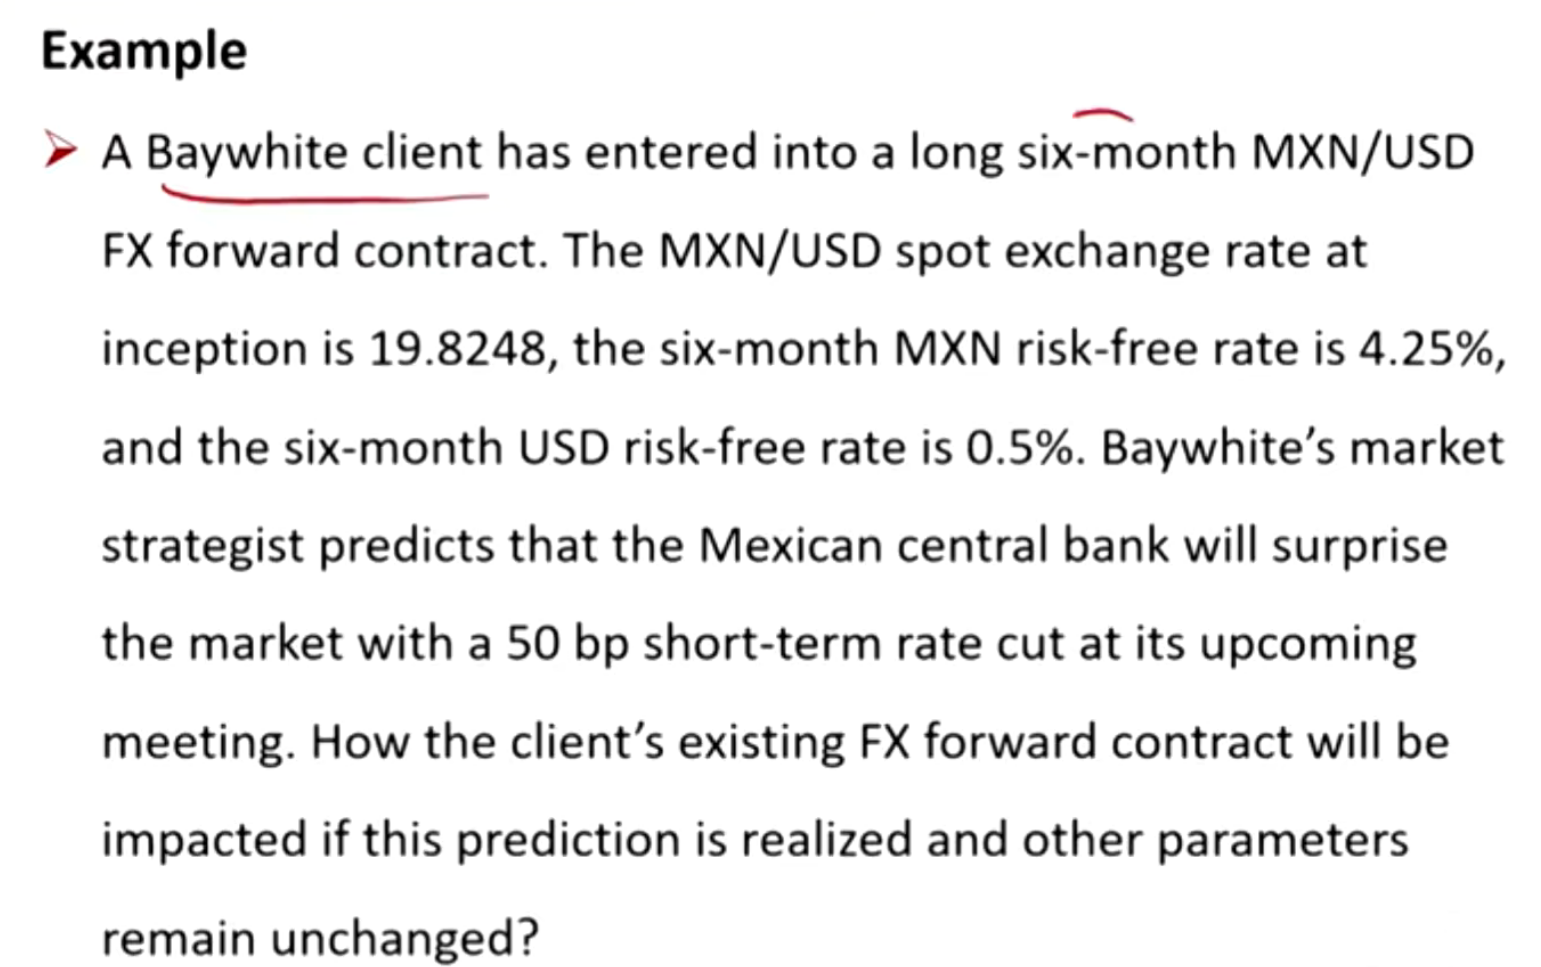 Example
➢ A Baywhite client has entered into a long six-month MXN/USD
FX forward contract. The MXN/USD spot exchange rate at
inception is 19.8248, the six-month MXN risk-free rate is 4.25%,
and the six-month USD risk-free rate is 0.5%. Baywhite’s market
strategist predicts that the Mexican central bank will surprise
the market with a 50 bp short-term rate cut at its upcoming
meeting. How the client’s existing FX forward contract will be
impacted if this prediction is realized and other parameters
remain unchanged?